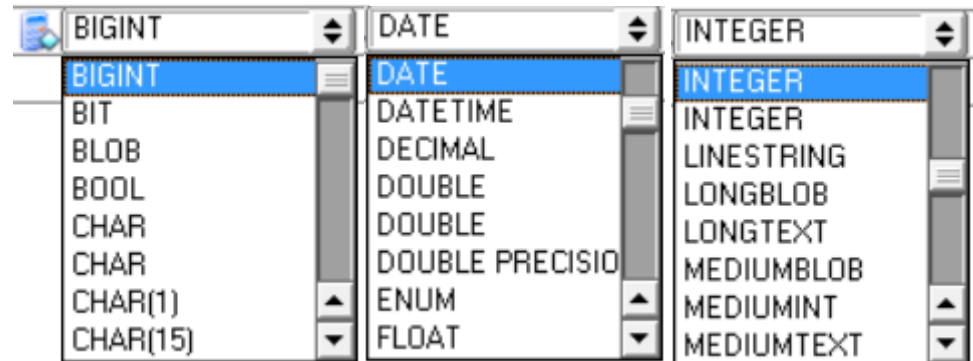 BIGINT
BIGINT
BIT
BLOB
BOOL
CHAR
CHAR
CHAR(1)
CHAR(15)
DATE
DATE
DATETIME
DECIMAL
DOUBLE
DOUBLE
DOUBLE PRECISIO
ENUM
FLOAT
INTEGER
INTEGER
INTEGER
LINESTRING
LONGBLOB
LONGTEXT
MEDIUMBLOB
MEDIUMINT
MEDIUMTEXT